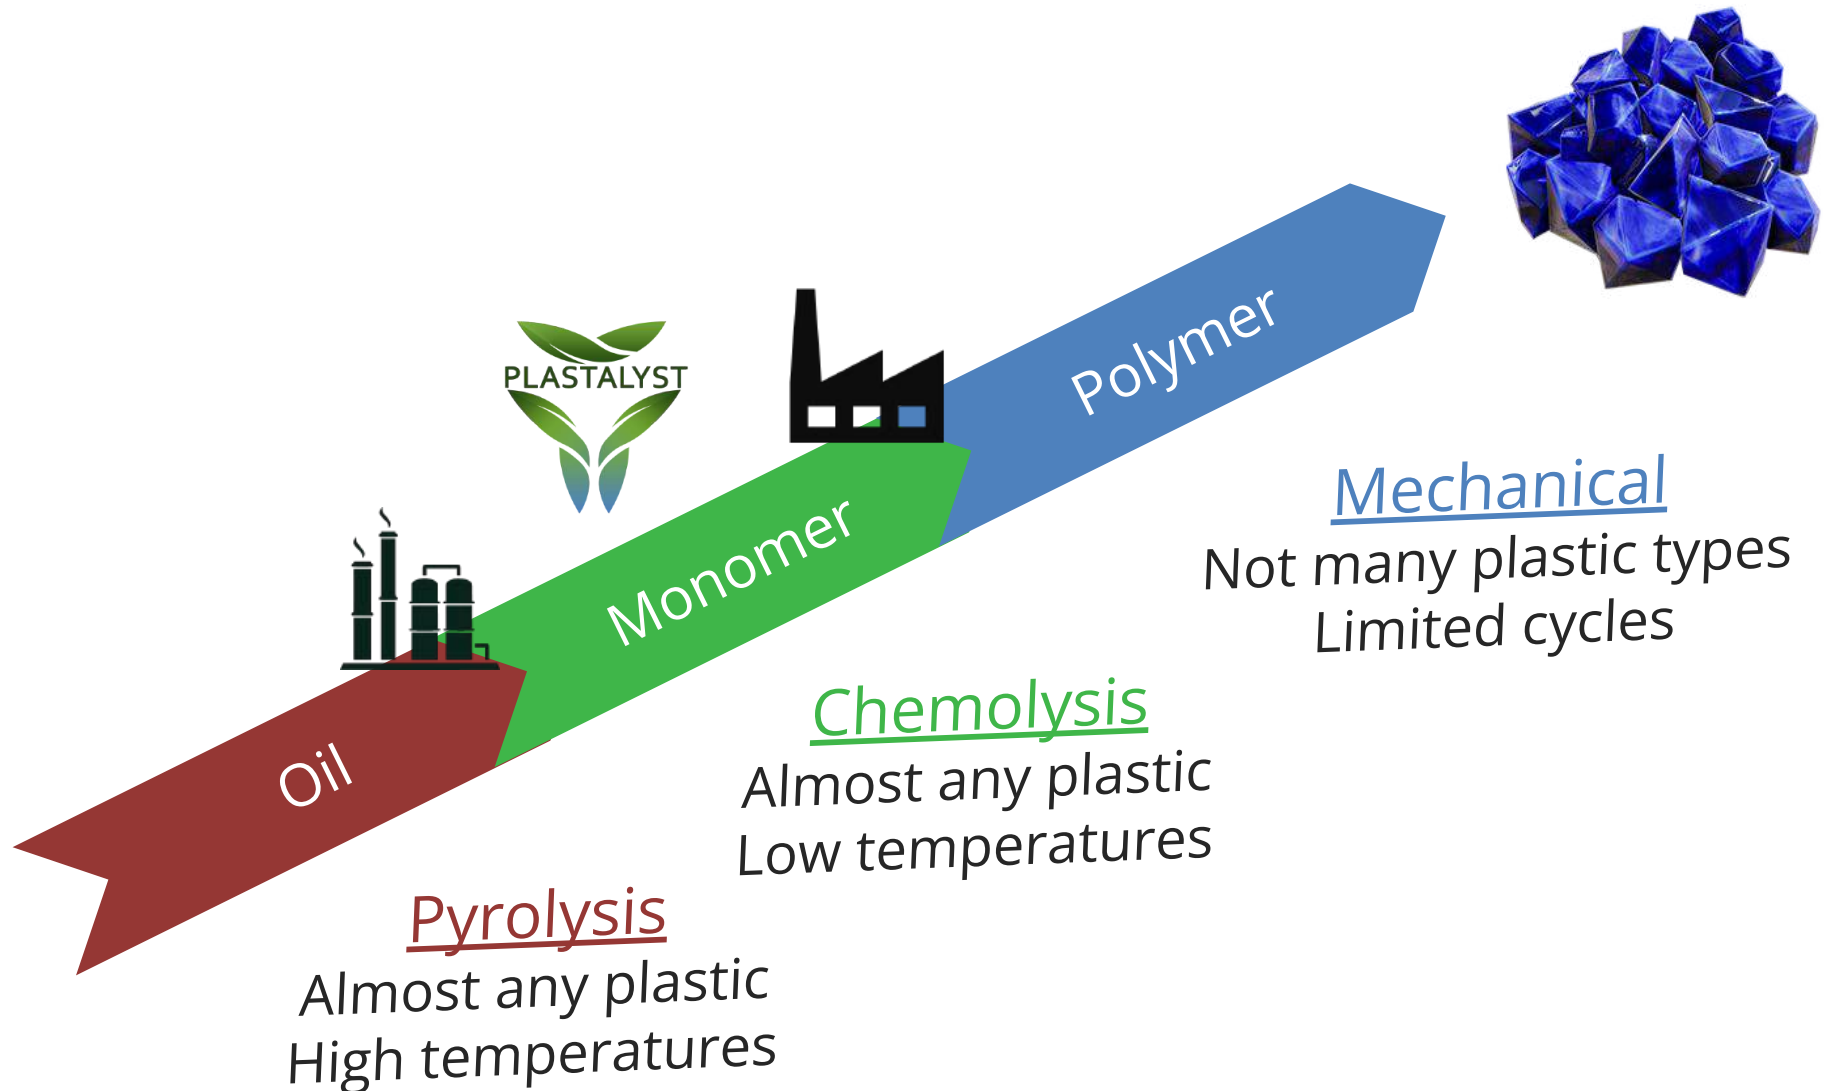 PLASTALYST
Polymer
Monomer
Oil
Mechanical
Not many plastic types
Limited cycles
Chemolysis
Almost any plastic
Low temperatures
Pyrolysis
Almost any plastic
High temperatures